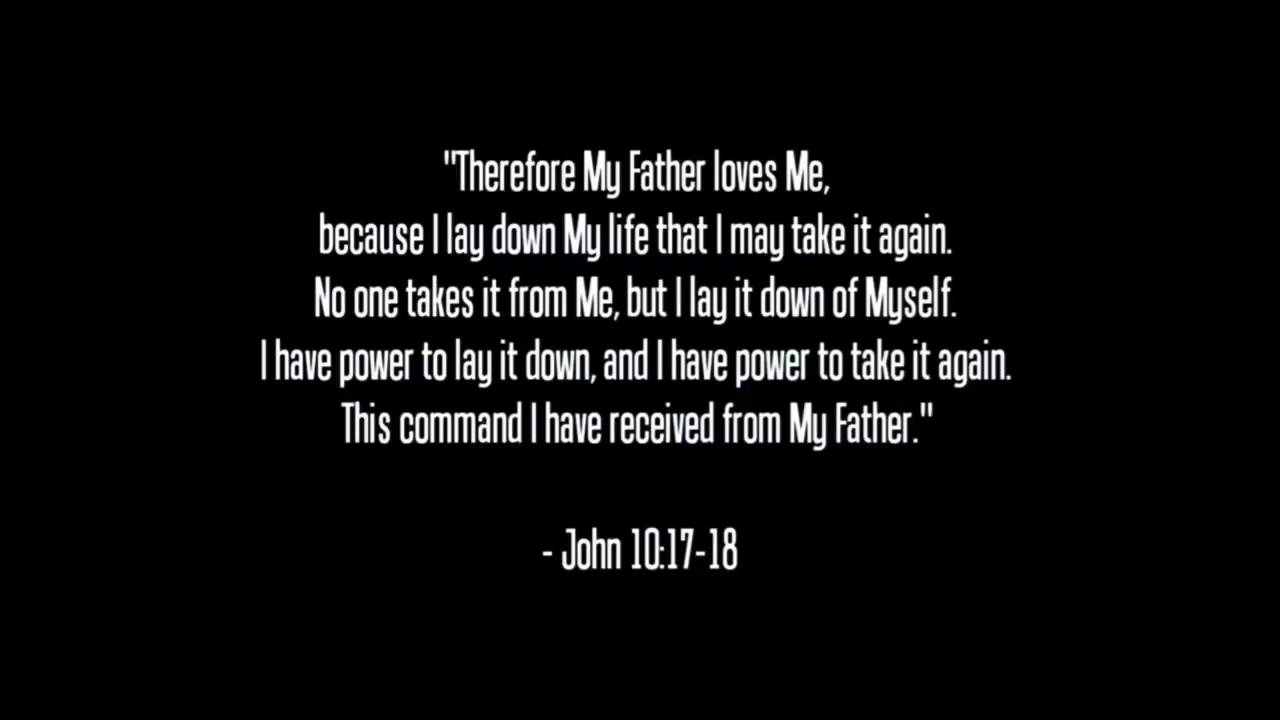 "Therefore My Father loves Me,
because I lay down My life that I may take it again.
No one takes it from Me, but I lay it down of Myself.
I have power to lay it down, and I have power to take it again.
This command I have received from My Father."
- John 10:17-18